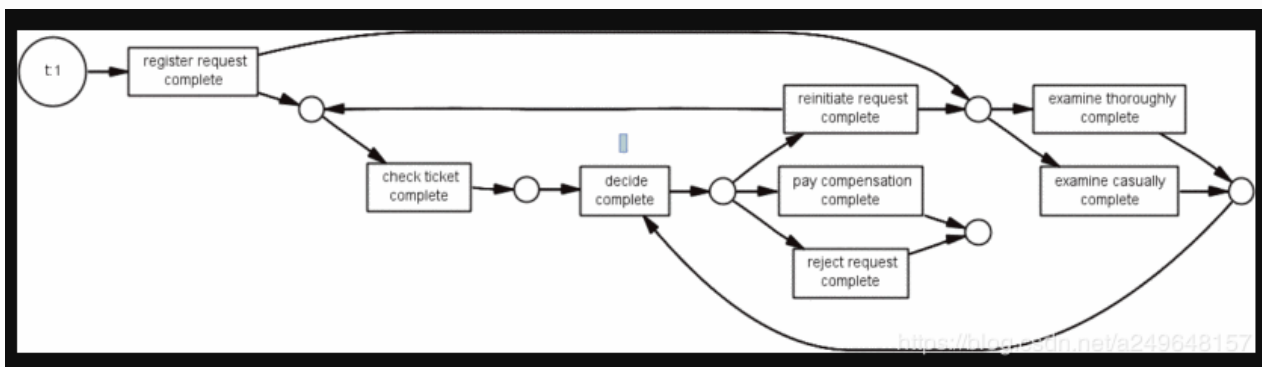 t:1
register request
complete
reinitiate request
complete
examine thoroughly
complete
check ticket
complete
decide
complete
pay compensation
complete
examine casually
complete
reject request
complete
https://blog.csdn.net/a249648157